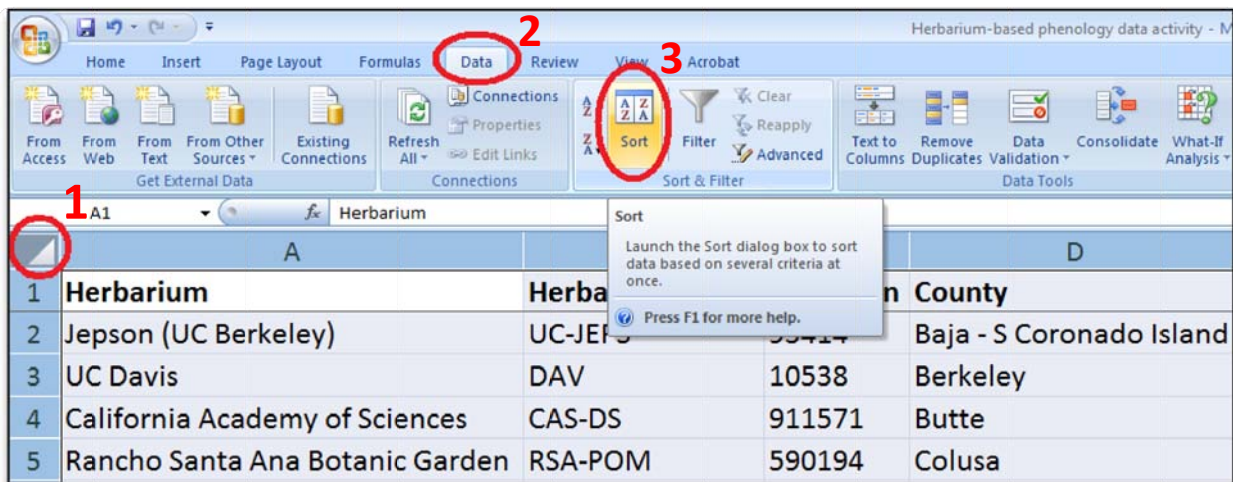 Herbarium-based phenology data activity - M
2
Home Insert Page Layout Formulas Data Review View Acrobat
3
From Access
From Web
From Text
From Other Sources
Existing Connections
Get External Data
Refresh All
Connections
Properties
Edit Links
Connections
A Z
Z A
A Z Z A
Sort
Filter
Clear
Reapply
Advanced
Sort & Filter
Text to Columns
Remove Duplicates
Data Validation
Consolidate
What-If Analysis
Data Tools
1
A1 fx Herbarium
Sort
Launch the Sort dialog box to sort
data based on several criteria at
once.
Press F1 for more help.
A D
1 Herbarium Herba n County
2 Jepson (UC Berkeley) UC-JEPS 93414 Baja - S Coronado Island
3 UC Davis DAV 10538 Berkeley
4 California Academy of Sciences CAS-DS 911571 Butte
5 Rancho Santa Ana Botanic Garden RSA-POM 590194 Colusa